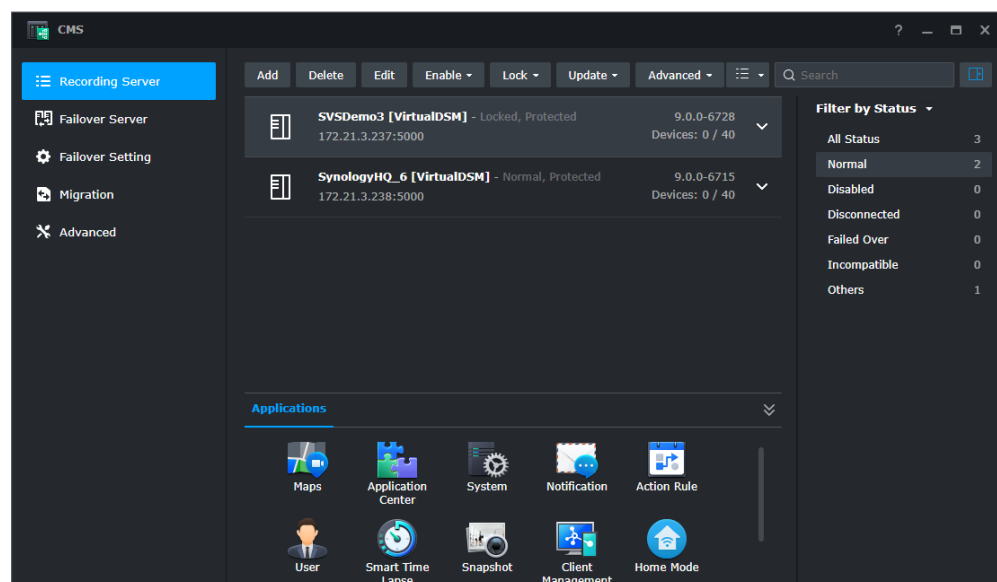 CMS
?
Recording Server
Failover Server
Failover Setting
Migration
Advanced
Add Delete Edit Enable Lock Update Advanced Search
SVSDemo3 [VirtualDSM] - Locked, Protected 9.0.0-6728
172.21.3.237:5000 Devices: 0 / 40
SynologyHQ_6 [VirtualDSM] - Normal, Protected 9.0.0-6715
172.21.3.238:5000 Devices: 0 / 40
Filter by Status
All Status 3
Normal 2
Disabled 0
Disconnected 0
Failed Over 0
Incompatible 0
Others 1
Applications
Maps
Application
Center
System
Notification
Action Rule
User
Smart Time
Lapse
Snapshot
Client
Management
Home Mode